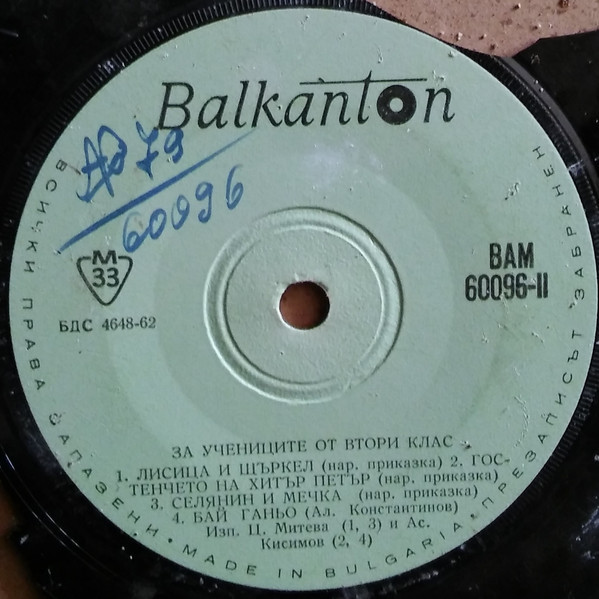 Balkanton
Ад 79
60096
М
33
БДС 4648-62
ВАМ
60096-II
ЗА УЧЕНИЦИТЕ ОТ ВТОРИ КЛАС
1. ЛИСИЦА И ЩЪРКЕЛ (нар. приказка) 2. ГОС-
ТЕНЧЕТО НА ХИТЪР ПЕТЪР (нар. приказка)
3. СЕЛЯНИН И МЕЧКА (нар. приказка)
4. БАЙ ГАНЬО (Ал. Константинов)
Изп. Ц. Митева (1, 3) и Ас.
Кисимов (2, 4)
ВСИЧКИ ПРАВА ЗАПАЗЕНИ • MADE IN BULGARIA • ПРЕЗАПИСЪТ ЗАБРАНЕН